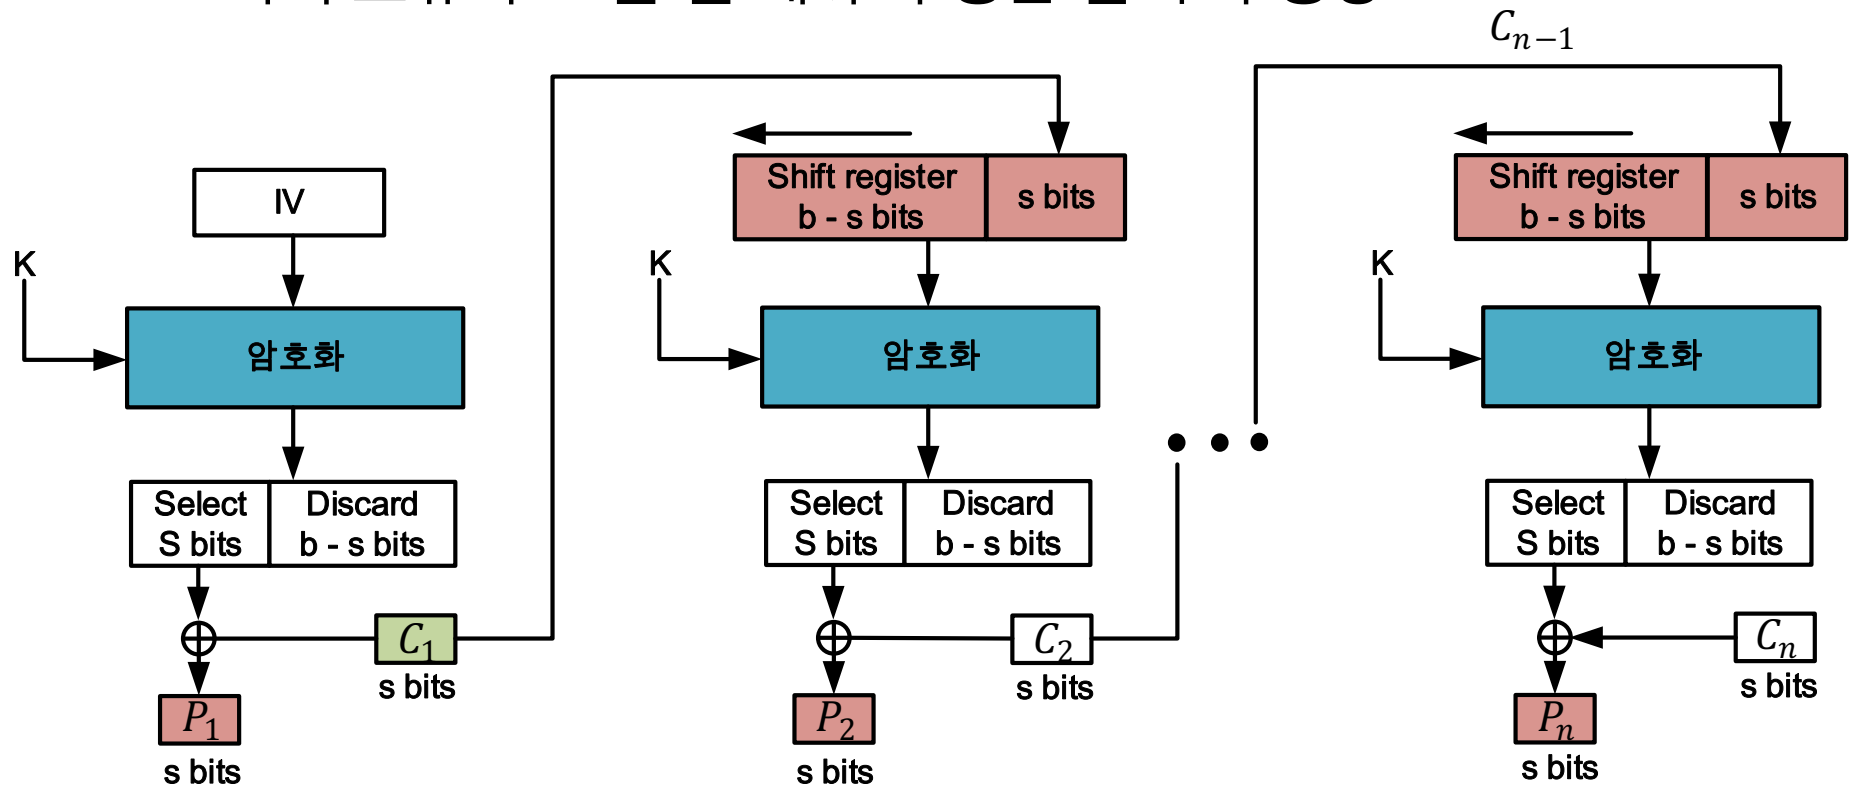 C_{n-1}
IV
Shift register
b - s bits
s bits
Shift register
b - s bits
s bits
K
K
K
암호화
암호화
암호화
Select
S bits
Discard
b - s bits
Select
S bits
Discard
b - s bits
Select
S bits
Discard
b - s bits
C_1
s bits
C_2
s bits
C_n
s bits
P_1
s bits
P_2
s bits
P_n
s bits